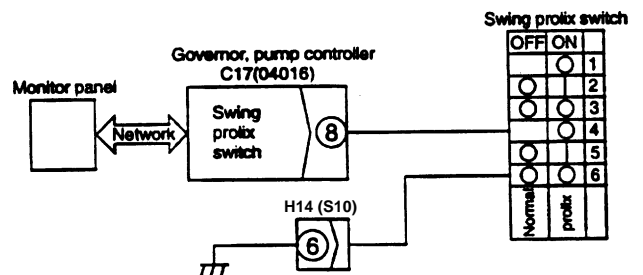 Swing prolix switch
OFF ON
Governor, pump controller
C17(04016)
Monitor panel
Network
Swing
prolix
switch
8
1
2
3
4
5
6
Normal
prolix
H14 (S10)
6